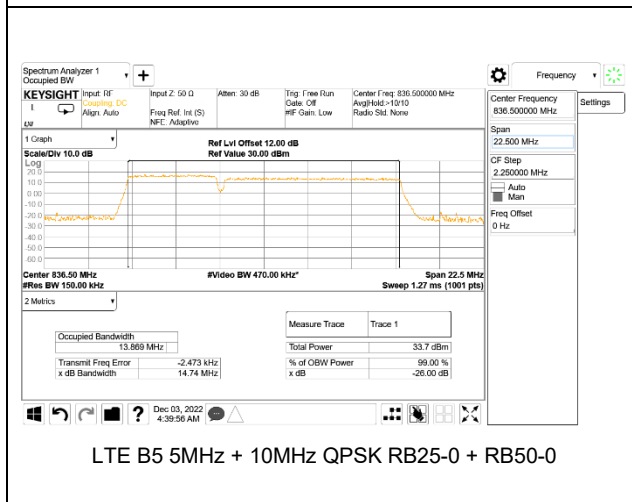 Spectrum Analyzer 1
Occupied BW
KEYSIGHT Input: RF Input Z: 50 Ω Atten: 30 dB Trig: Free Run Center Freq: 836.500000 MHz
Coupling: DC Gate: Off Avg|Hold:>10/10
Align: Auto Freq Ref: Int (S) #IF Gain: Low Radio Std: None
NFE: Adaptive
1 Graph
Ref Lvl Offset 12.00 dB
Scale/Div 10.0 dB Ref Value 30.00 dBm
Log
20.0
10.0
0.00
-10.0
-20.0
-30.0
-40.0
-50.0
-60.0
Center 836.50 MHz #Video BW 470.00 kHz* Span 22.5 MHz
#Res BW 150.00 kHz Sweep 1.27 ms (1001 pts)
2 Metrics
Measure Trace Trace 1
Occupied Bandwidth
13.869 MHz Total Power 33.7 dBm
Transmit Freq Error -2.473 kHz % of OBW Power 99.00 %
x dB Bandwidth 14.74 MHz x dB -26.00 dB
Dec 03, 2022
4:39:56 AM
Frequency
Settings
Center Frequency
836.500000 MHz
Span
22.500 MHz
CF Step
2.250000 MHz
Auto
Man
Freq Offset
0 Hz
LTE B5 5MHz + 10MHz QPSK RB25-0 + RB50-0